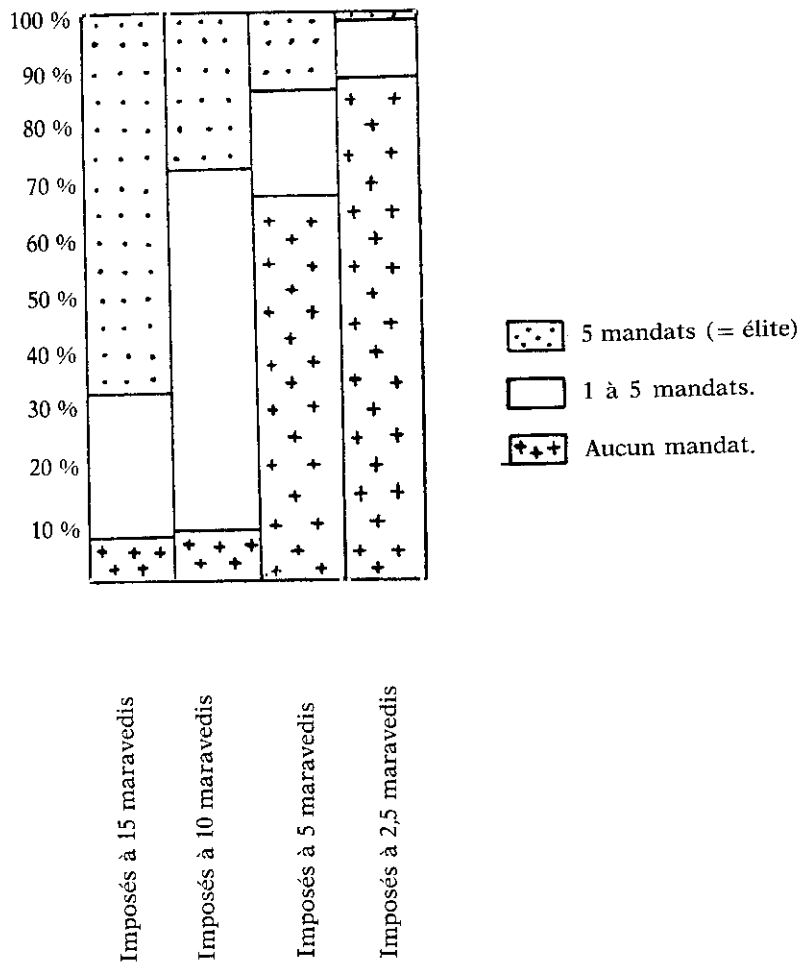 100 %
90 %
80 %
70 %
60 %
50 %
40 %
30 %
20 %
10 %
5 mandats (= élite)
1 à 5 mandats.
Aucun mandat.
Imposés à 15 maravedis
Imposés à 10 maravedis
Imposés à 5 maravedis
Imposés à 2,5 maravedis